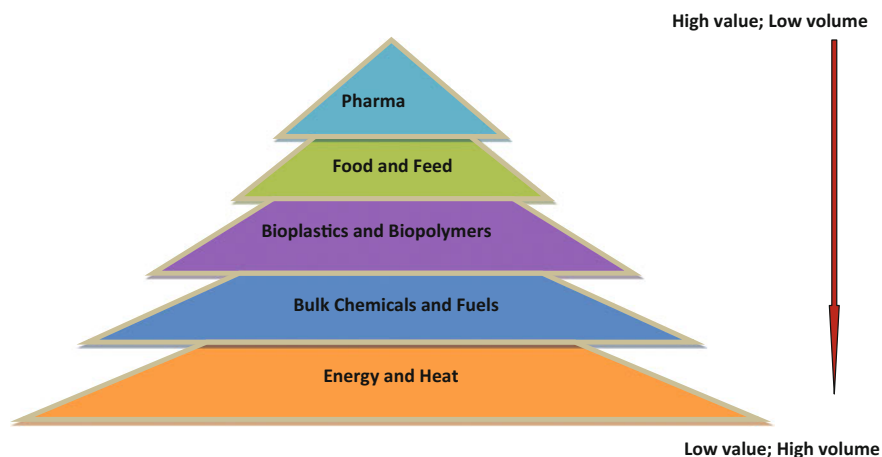 High value; Low volume
Pharma
Food and Feed
Bioplastics and Biopolymers
Bulk Chemicals and Fuels
Energy and Heat
Low value; High volume